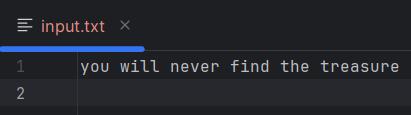 input.txt
1 you will never find the treasure
2